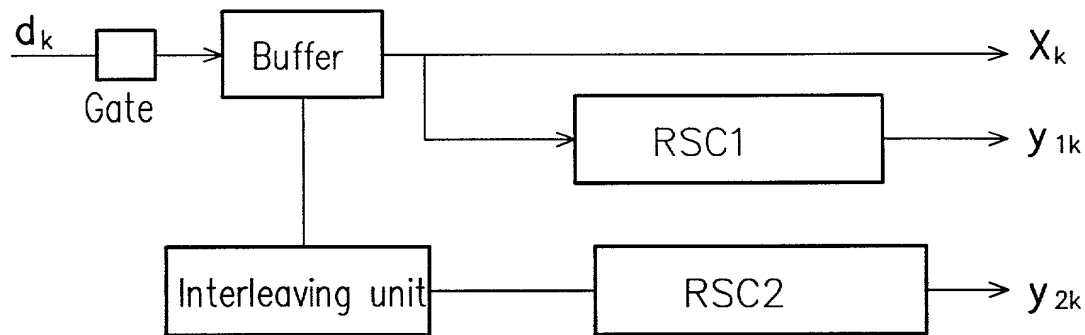 d_k
Gate
Buffer
X_k
RSC1
y_1k
Interleaving unit
RSC2
y_2k